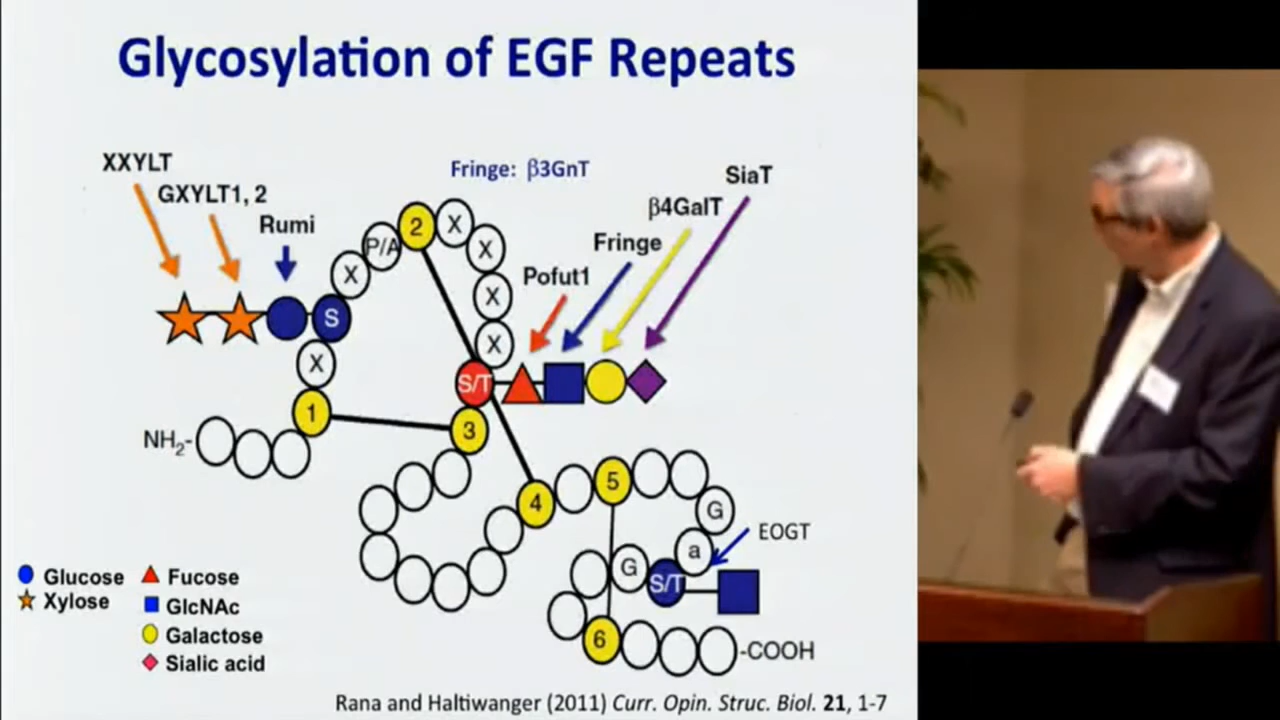 Glycosylation of EGF Repeats
XXYLT
GXYLT1, 2
Rumi
Fringe: β3GnT
SiaT
β4GalT
Fringe
Pofut1
P/A
2
X
X
X
X
X
S
X
S/T
1
3
NH2-
4
5
G
a
EOGT
G
S/T
6
-COOH
Glucose
Fucose
Xylose
GlcNAc
Galactose
Sialic acid
Rana and Haltiwanger (2011) Curr. Opin. Struc. Biol. 21, 1-7